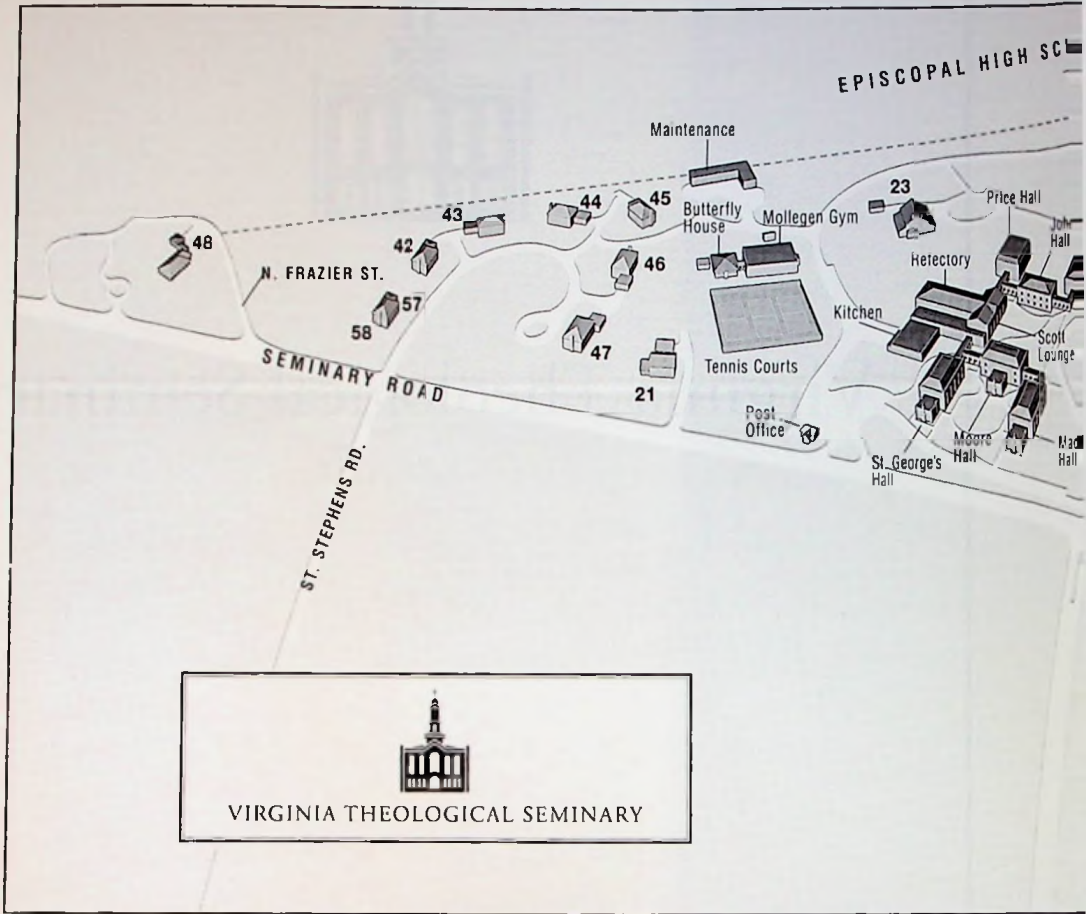 EPISCOPAL HIGH
Maintenance
23
Price Hall
45
44
43
Butterfly
House
Mollegen Gym
Hall
48
42
Refectory
46
N. FRAZIER ST.
57
Kitchen
58
Scott
Lounge
47
SEMINARY ROAD
Tennis Courts
21
Post
Office
Moore
Hall
Hall
St. George's
Hall
ST. STEPHENS RD.
VIRGINIA THEOLOGICAL SEMINARY